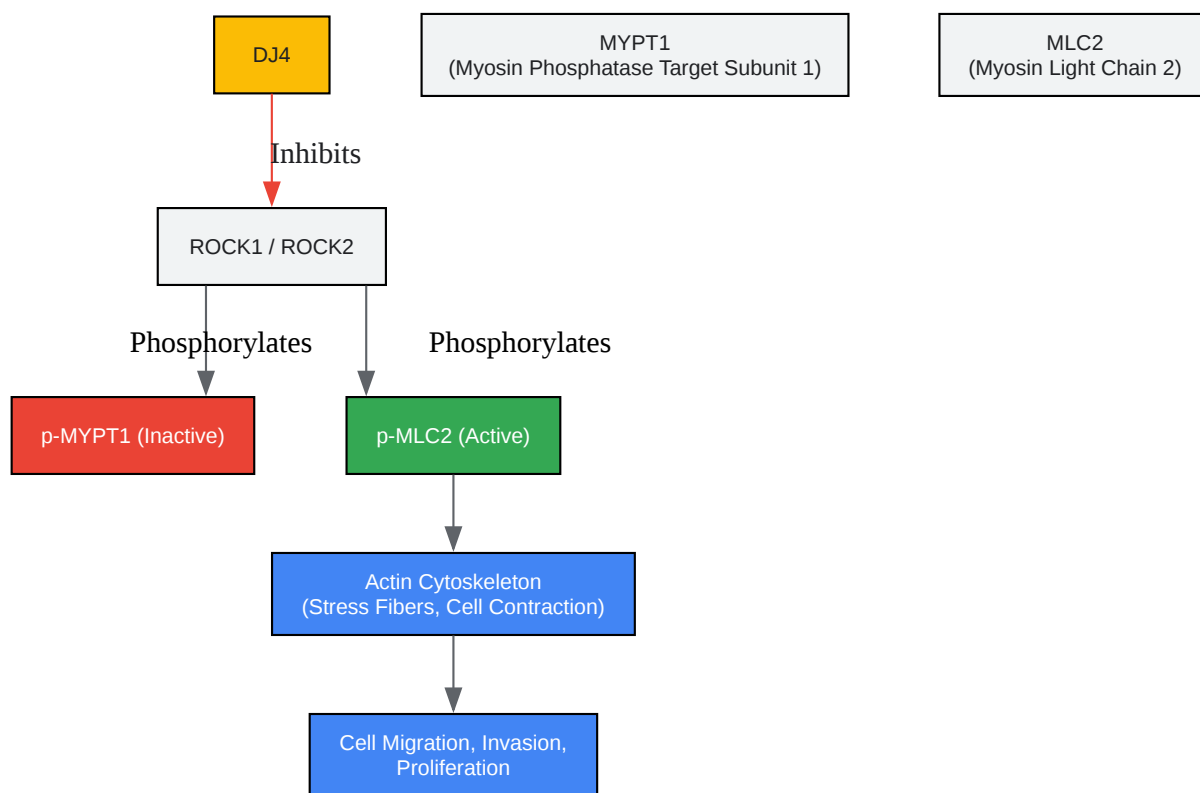 DJ4
MYPT1
(Myosin Phosphatase Target Subunit 1)
MLC2
(Myosin Light Chain 2)
Inhibits
ROCK1 / ROCK2
Phosphorylates
Phosphorylates
p-MYPT1 (Inactive)
p-MLC2 (Active)
Actin Cytoskeleton
(Stress Fibers, Cell Contraction)
Cell Migration, Invasion,
Proliferation